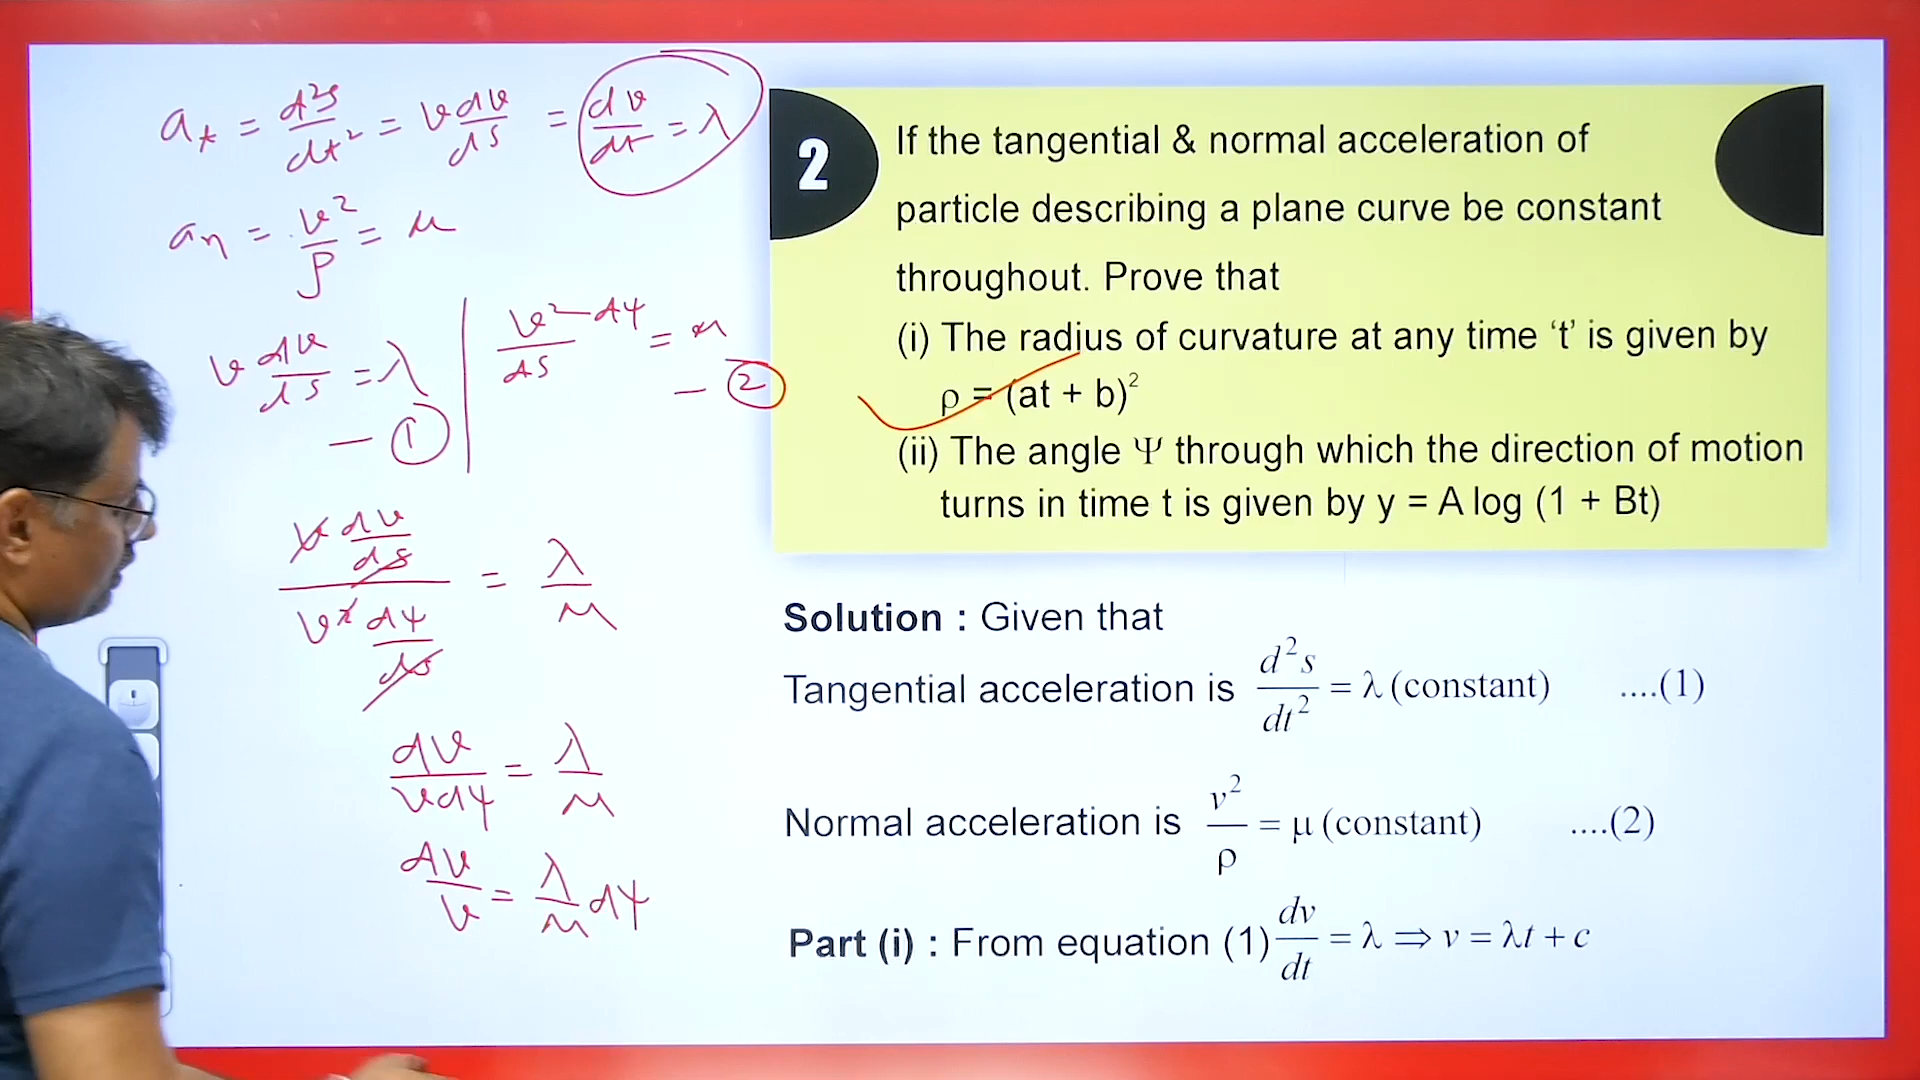 a_t = d²s/dt² = v dv/ds = dv/dt = λ
a_n = v²/ρ = μ
v dv/ds = λ — ①
v² dψ/ds = μ — ②
(v dv/ds)/(v² dψ/ds) = λ/μ
dv/(v dψ) = λ/μ
dv/v = λ/μ dψ
2
If the tangential & normal acceleration of
particle describing a plane curve be constant
throughout. Prove that
(i) The radius of curvature at any time ‘t’ is given by
ρ = (at + b)²
(ii) The angle Ψ through which the direction of motion
turns in time t is given by y = A log (1 + Bt)
Solution : Given that
Tangential acceleration is d²s/dt² = λ (constant) ....(1)
Normal acceleration is v²/ρ = μ (constant) ....(2)
Part (i) : From equation (1) dv/dt = λ ⇒ v = λt + c